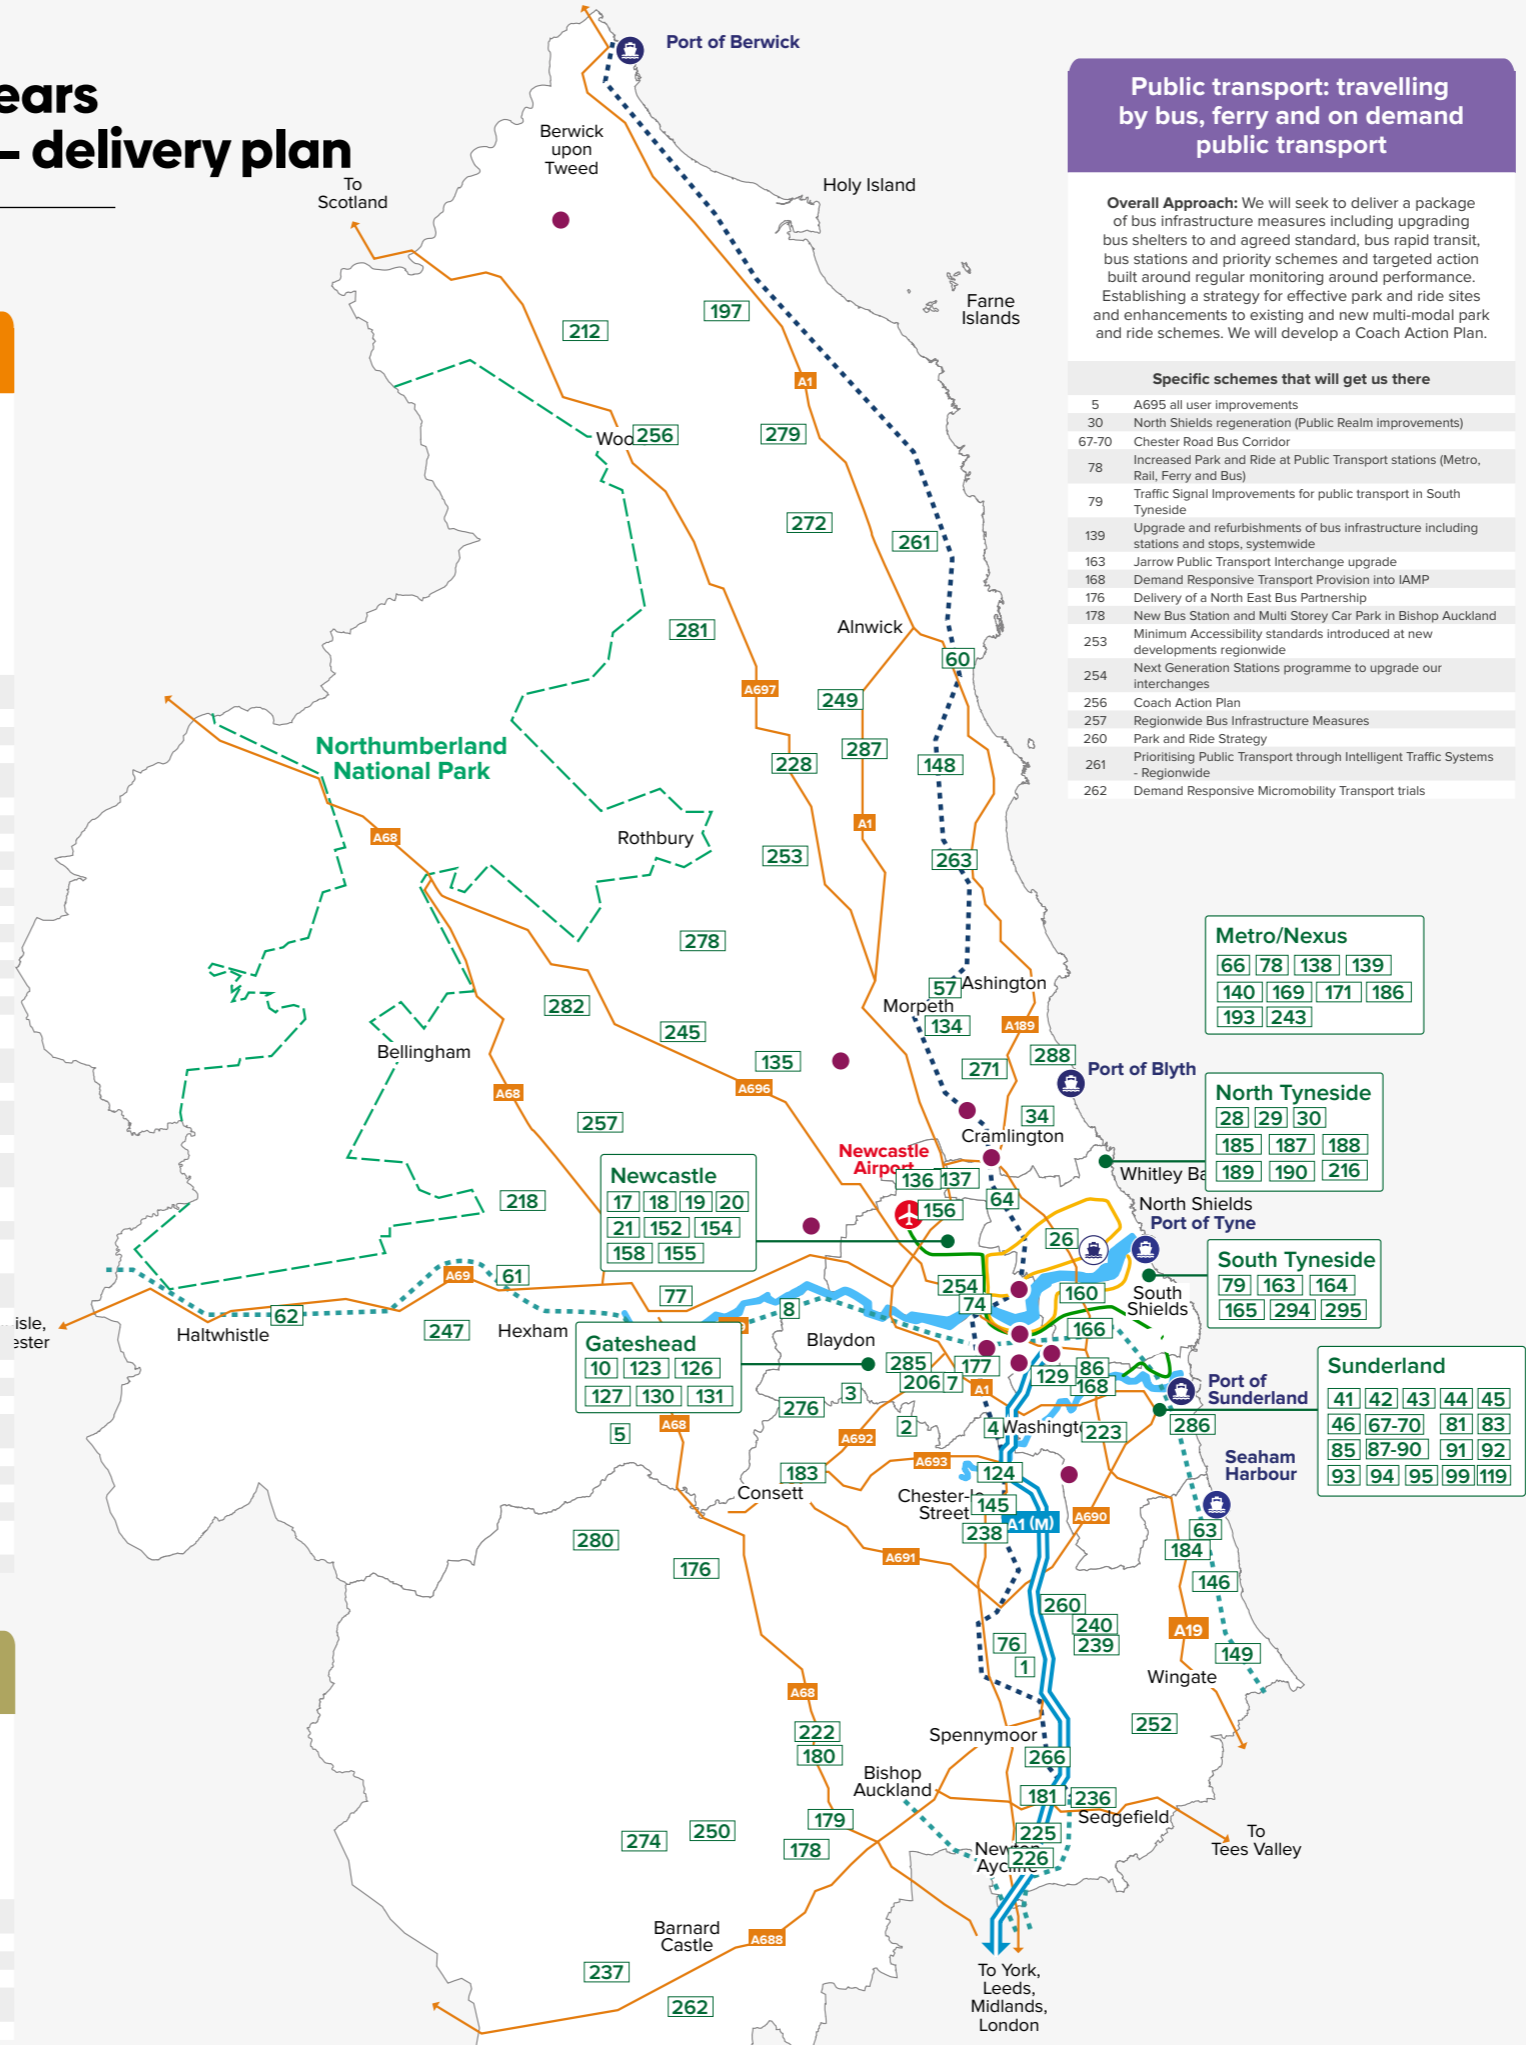 ears
– delivery plan
Port of Berwick
Berwick
upon
Tweed
To
Scotland
Holy Island
Farne
Islands
197
212
A1
Woo
256
279
272
261
281
Alnwick
60
A697
249
287
228
148
Northumberland
National Park
A68
Rothbury
253
263
278
57
Ashington
Morpeth
134
A189
282
245
Bellingham
135
288
271
Port of Blyth
A1
A68
A696
257
34
Cramlington
Newcastle
Airport
136
137
Whitley Ba
64
156
North Shields
Port of Tyne
218
26
Newcastle
17 18 19 20
21 152 154
158 155
A69
61
62
77
8
254
74
160
South
Shields
isle,
ester
Haltwhistle
247
Hexham
Blaydon
166
Gateshead
10 123 126
127 130 131
285
177
206
7
129
86
168
A1
Port of
Sunderland
276
3
5
A68
2
A692
4
Washingt
223
286
183
A693
124
Consett
Chester-le
Street
145
238
A1 (M)
A690
Seaham
Harbour
63
184
280
176
A691
146
260
240
239
76
1
A19
149
Wingate
A68
222
180
Spennymoor
252
266
Bishop
Auckland
181
236
Sedgefield
179
178
274
250
225
Newton
Aycliffe
226
To
Tees Valley
Barnard
Castle
A688
237
262
To York,
Leeds,
Midlands,
London
Public transport: travelling
by bus, ferry and on demand
public transport
Overall Approach: We will seek to deliver a package
of bus infrastructure measures including upgrading
bus shelters to and agreed standard, bus rapid transit,
bus stations and priority schemes and targeted action
built around regular monitoring around performance.
Establishing a strategy for effective park and ride sites
and enhancements to existing and new multi-modal park
and ride schemes. We will develop a Coach Action Plan.
Specific schemes that will get us there
5 A695 all user improvements
30 North Shields regeneration (Public Realm improvements)
67-70 Chester Road Bus Corridor
78 Increased Park and Ride at Public Transport stations (Metro,
Rail, Ferry and Bus)
79 Traffic Signal Improvements for public transport in South
Tyneside
139 Upgrade and refurbishments of bus infrastructure including
stations and stops, systemwide
163 Jarrow Public Transport Interchange upgrade
168 Demand Responsive Transport Provision into IAMP
176 Delivery of a North East Bus Partnership
178 New Bus Station and Multi Storey Car Park in Bishop Auckland
253 Minimum Accessibility standards introduced at new
developments regionwide
254 Next Generation Stations programme to upgrade our
interchanges
256 Coach Action Plan
257 Regionwide Bus Infrastructure Measures
260 Park and Ride Strategy
261 Prioritising Public Transport through Intelligent Traffic Systems
- Regionwide
262 Demand Responsive Micromobility Transport trials
Metro/Nexus
66 78 138 139
140 169 171 186
193 243
North Tyneside
28 29 30
185 187 188
189 190 216
South Tyneside
79 163 164
165 294 295
Sunderland
41 42 43 44 45
46 67-70 81 83
85 87-90 91 92
93 94 95 99 119